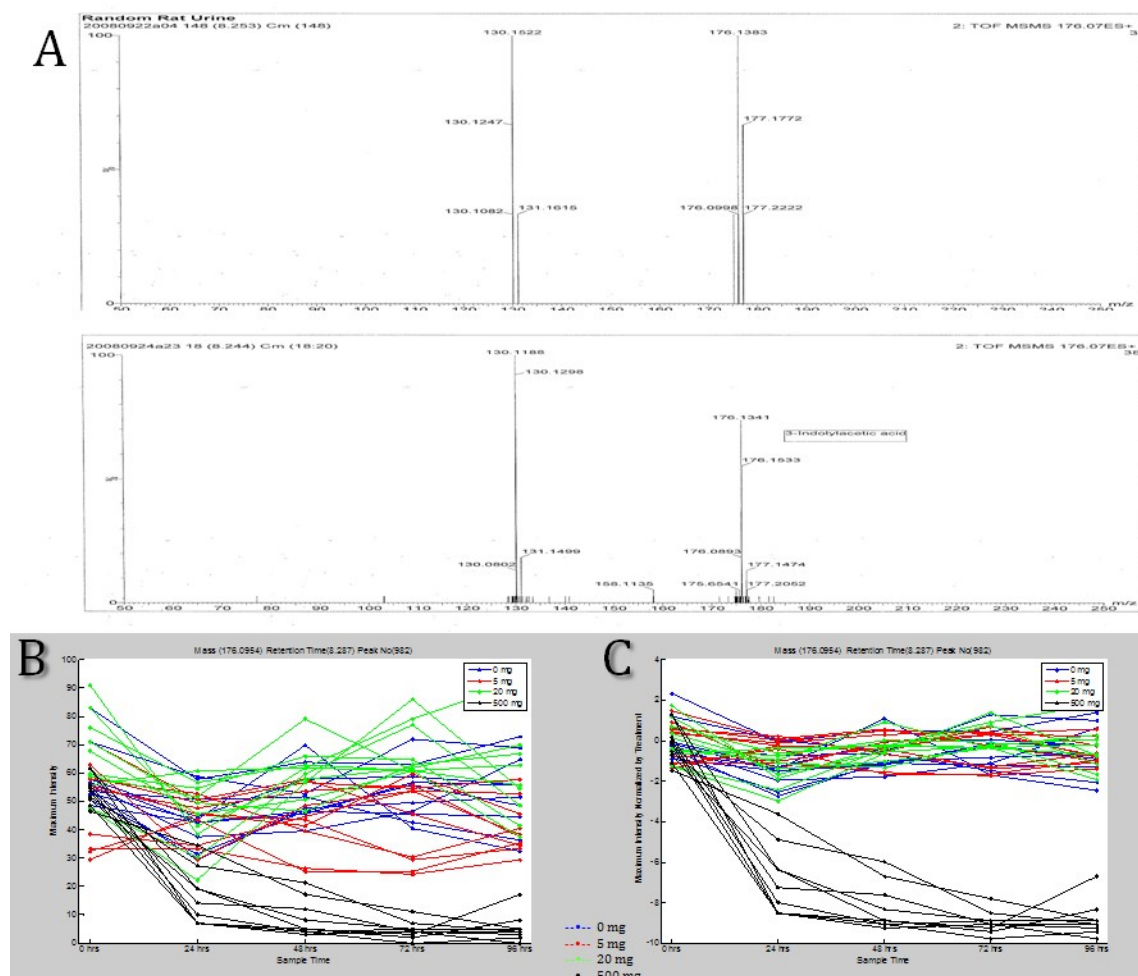 A
Random Rat Urine
20080922a04 148 (8.253) Cm (148)
2: TOF MSMS 176.07ES+
3
100
130.1522
176.1383
130.1247
177.1772
130.1082
131.1615
176.0998
177.2222
%
0
50 60 70 80 90 100 110 120 130 140 150 160 170 180 190 200 210 220 230 240 250
m/z
20080924a23 18 (8.244) Cm (18:20)
2: TOF MSMS 176.07ES+
38
100
130.1188
130.1298
176.1341
3-Indolylacetic acid
176.1533
%
131.1499
176.0893
130.0802
177.1474
158.1135
175.6541
177.2052
0
50 60 70 80 90 100 110 120 130 140 150 160 170 180 190 200 210 220 230 240 250
m/z
B
Mass (176.0954) Retention Time(8.287) Peak No(982)
0 mg
5 mg
20 mg
500 mg
Maximum Intensity
100
90
80
70
60
50
40
30
20
10
0
0 hrs 24 hrs 48 hrs 72 hrs 96 hrs
Sample Time
C
Mass (176.0954) Retention Time(8.287) Peak No(982)
0 mg
5 mg
20 mg
500 mg
Maximum Intensity Normalized by Treatment
4
2
0
-2
-4
-6
-8
-10
0 hrs 24 hrs 48 hrs 72 hrs 96 hrs
Sample Time
0 mg
5 mg
20 mg
500 mg